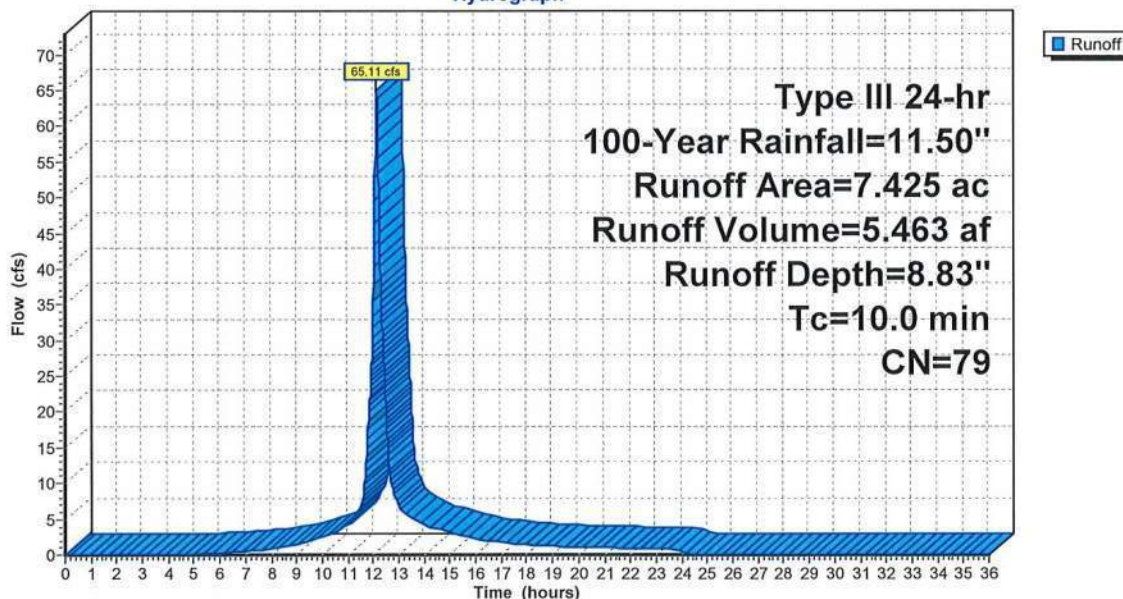 Runoff
65.11 cfs
Type III 24-hr
100-Year Rainfall=11.50"
Runoff Area=7.425 ac
Runoff Volume=5.463 af
Runoff Depth=8.83"
Tc=10.0 min
CN=79
Flow (cfs)
70
65
60
55
50
45
40
35
30
25
20
15
10
5
0
0 1 2 3 4 5 6 7 8 9 10 11 12 13 14 15 16 17 18 19 20 21 22 23 24 25 26 27 28 29 30 31 32 33 34 35 36
Time (hours)